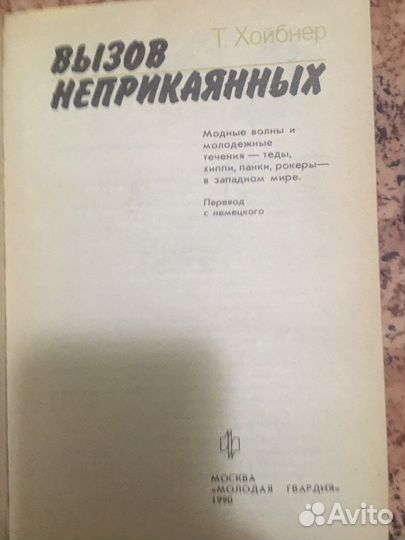 Т. Хойбнер
ВЫЗОВ
НЕПРИКАЯННЫХ
Модные волны и
молодежные
течения — теды,
хиппи, панки, рокеры —
в западном мире.
Перевод
с немецкого
МОСКВА
«МОЛОДАЯ ГВАРДИЯ»
1990
Avito